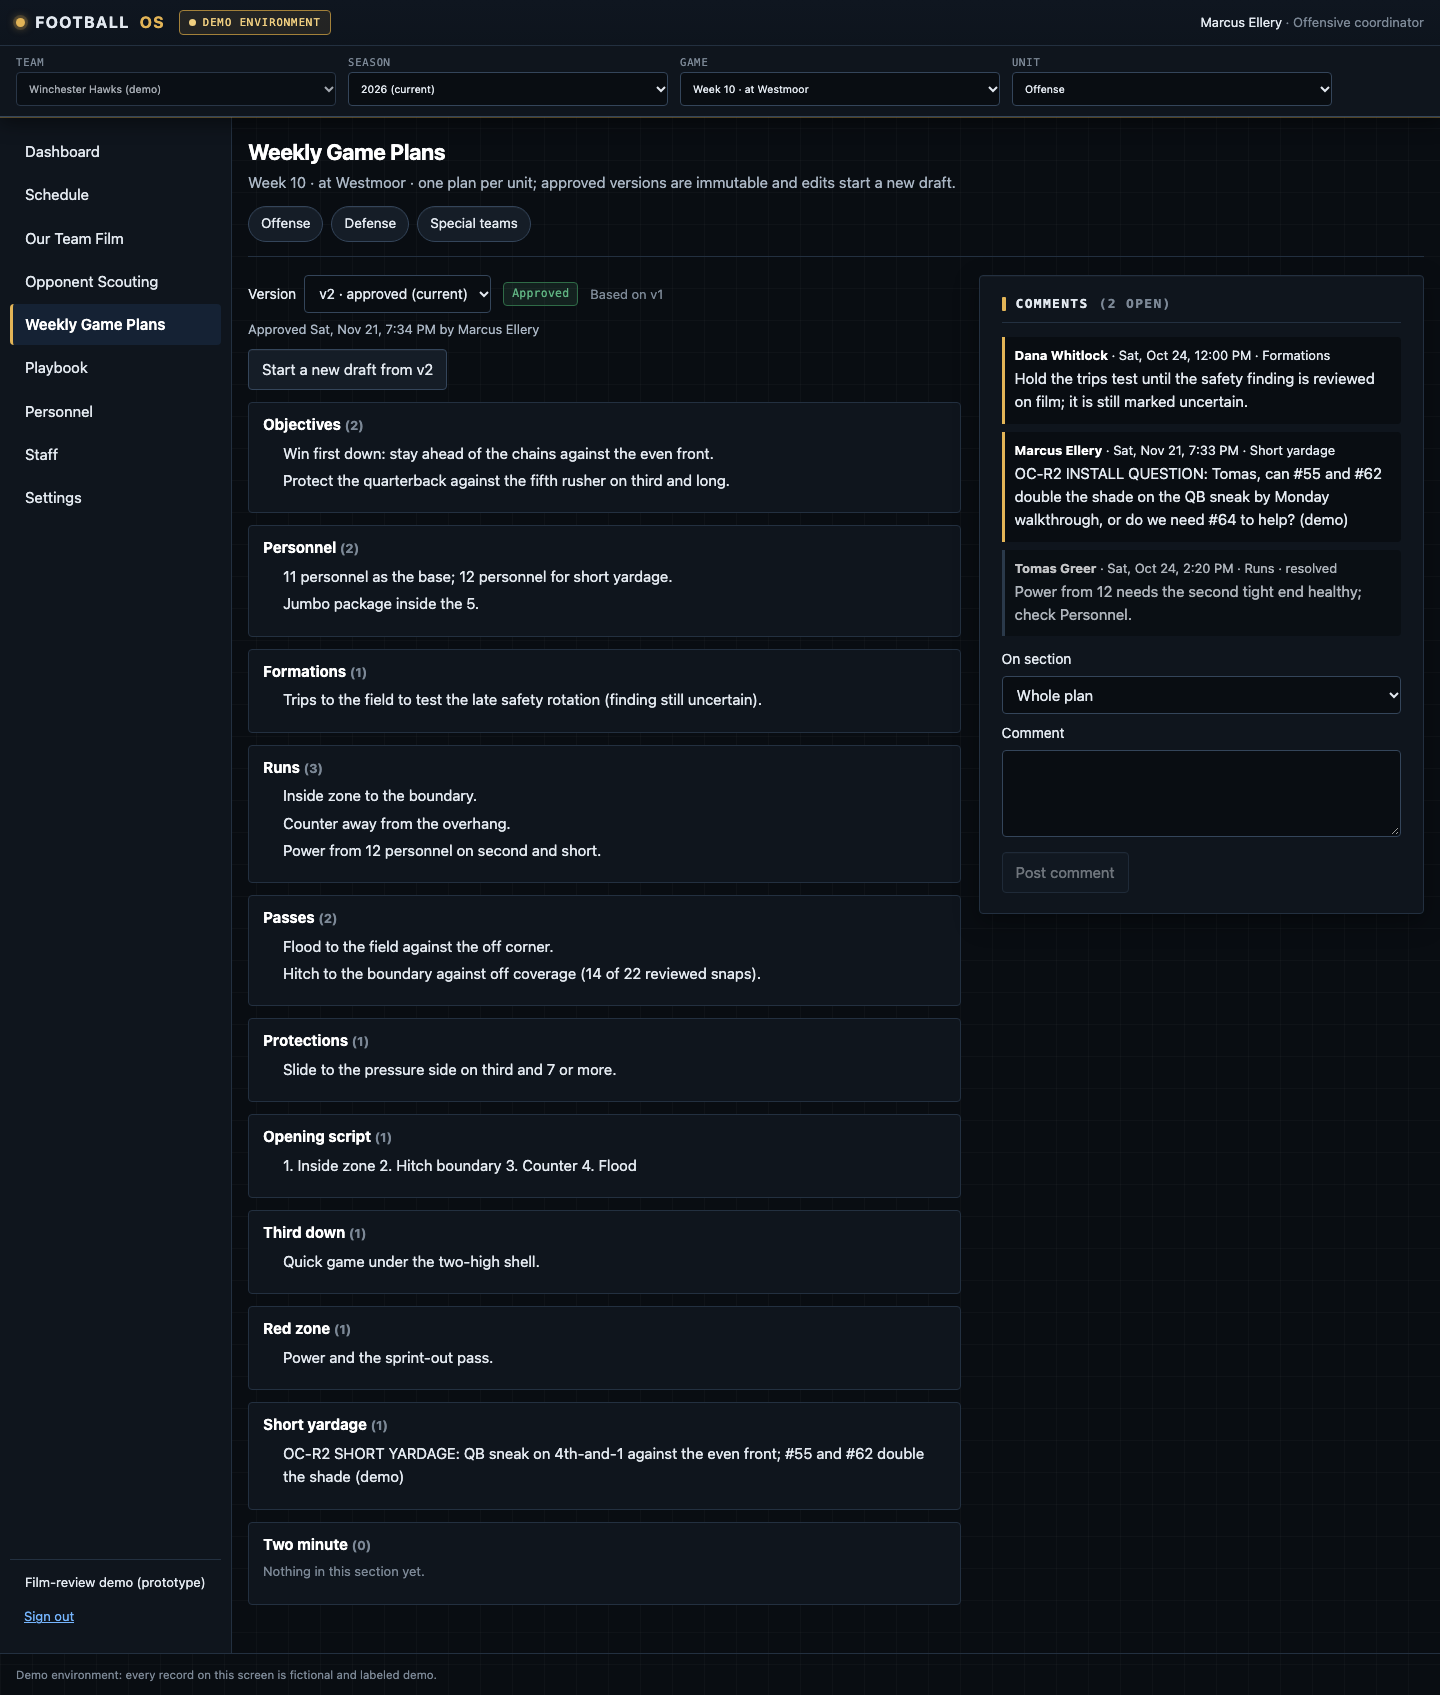 FOOTBALL OS
DEMO ENVIRONMENT
Marcus Ellery · Offensive coordinator
TEAM
Winchester Hawks (demo)
SEASON
2026 (current)
GAME
Week 10 · at Westmoor
UNIT
Offense
Dashboard
Schedule
Our Team Film
Opponent Scouting
Weekly Game Plans
Playbook
Personnel
Staff
Settings
Film-review demo (prototype)
Sign out
Weekly Game Plans
Week 10 · at Westmoor · one plan per unit; approved versions are immutable and edits start a new draft.
Offense
Defense
Special teams
Version
v2 · approved (current)
Approved
Based on v1
Approved Sat, Nov 21, 7:34 PM by Marcus Ellery
Start a new draft from v2
Objectives (2)
Win first down: stay ahead of the chains against the even front.
Protect the quarterback against the fifth rusher on third and long.
Personnel (2)
11 personnel as the base; 12 personnel for short yardage.
Jumbo package inside the 5.
Formations (1)
Trips to the field to test the late safety rotation (finding still uncertain).
Runs (3)
Inside zone to the boundary.
Counter away from the overhang.
Power from 12 personnel on second and short.
Passes (2)
Flood to the field against the off corner.
Hitch to the boundary against off coverage (14 of 22 reviewed snaps).
Protections (1)
Slide to the pressure side on third and 7 or more.
Opening script (1)
1. Inside zone 2. Hitch boundary 3. Counter 4. Flood
Third down (1)
Quick game under the two-high shell.
Red zone (1)
Power and the sprint-out pass.
Short yardage (1)
OC-R2 SHORT YARDAGE: QB sneak on 4th-and-1 against the even front; #55 and #62 double
the shade (demo)
Two minute (0)
Nothing in this section yet.
COMMENTS (2 OPEN)
Dana Whitlock · Sat, Oct 24, 12:00 PM · Formations
Hold the trips test until the safety finding is reviewed
on film; it is still marked uncertain.
Marcus Ellery · Sat, Nov 21, 7:33 PM · Short yardage
OC-R2 INSTALL QUESTION: Tomas, can #55 and #62
double the shade on the QB sneak by Monday
walkthrough, or do we need #64 to help? (demo)
Tomas Greer · Sat, Oct 24, 2:20 PM · Runs · resolved
Power from 12 needs the second tight end healthy;
check Personnel.
On section
Whole plan
Comment
Post comment
Demo environment: every record on this screen is fictional and labeled demo.